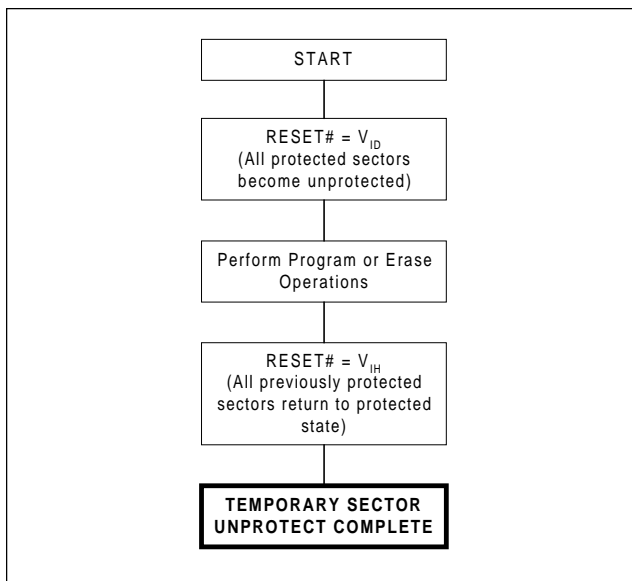 START
RESET# = VID
(All protected sectors
become unprotected)
Perform Program or Erase
Operations
RESET# = VIH
(All previously protected
sectors return to protected
state)
TEMPORARY SECTOR
UNPROTECT COMPLETE